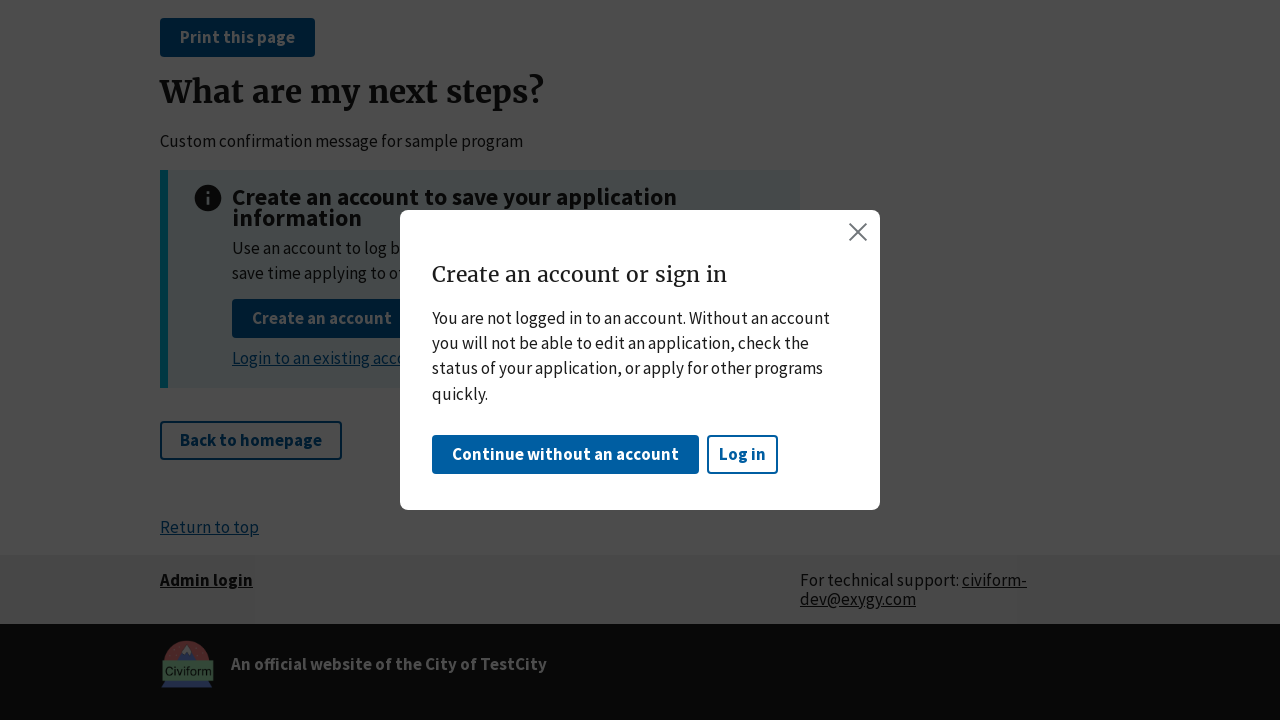 Print this page
What are my next steps?
Custom confirmation message for sample program
Create an account to save your application
information
Use an account to log b
save time applying to o
Create an account
Login to an existing acco
Create an account or sign in
You are not logged in to an account. Without an account
you will not be able to edit an application, check the
status of your application, or apply for other programs
quickly.
Continue without an account
Log in
Back to homepage
Return to top
Admin login
For technical support: civiform-
dev@exygy.com
Civiform
An official website of the City of TestCity